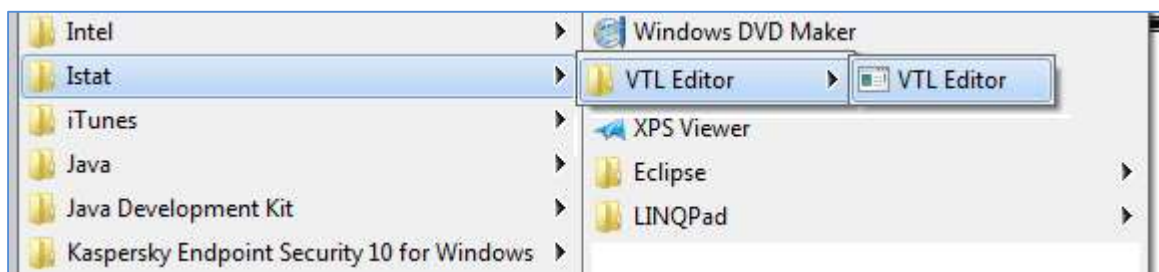 Intel
Istat
iTunes
Java
Java Development Kit
Kaspersky Endpoint Security 10 for Windows
Windows DVD Maker
VTL Editor
VTL Editor
XPS Viewer
Eclipse
LINQPad